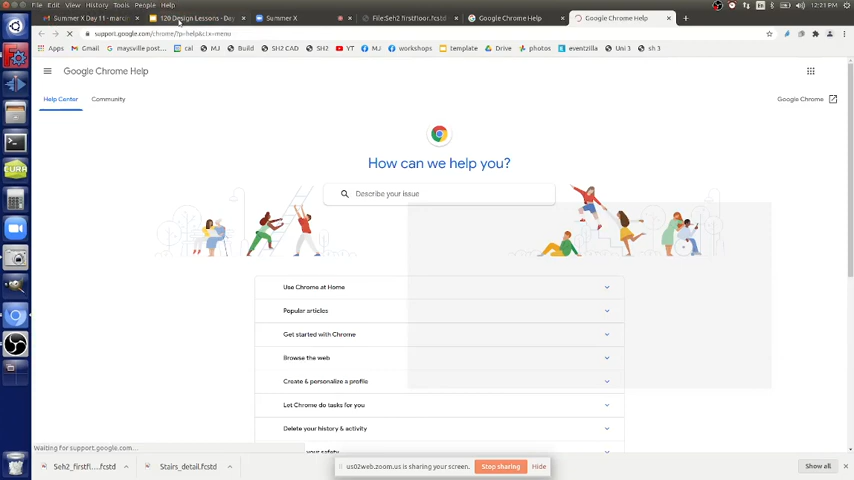 File Edit View History Tools People Help
12:21 PM
Summer X Day 11 - march
120 Design Lessons - Day
Summer X
File:Seh2 firstfloor.fcstd
Google Chrome Help
Google Chrome Help
support.google.com/chrome/?p=help&ctx=menu
Apps Gmail maysville post... cal BD SH2 CAD SH2 YT MJ workshops template Drive photos eventzilla Uni 3 sh 3
Google Chrome Help
Help Center Community Google Chrome
How can we help you?
Describe your issue
Use Chrome at Home
Popular articles
Get started with Chrome
Browse the web
Create & personalize a profile
Let Chrome do tasks for you
Delete your history & activity
your safety
Waiting for support.google.com...
CURA
Seh2_firstfl....fcstd
Stairs_detail.fcstd
us02web.zoom.us is sharing your screen.
Stop sharing
Hide
Show all